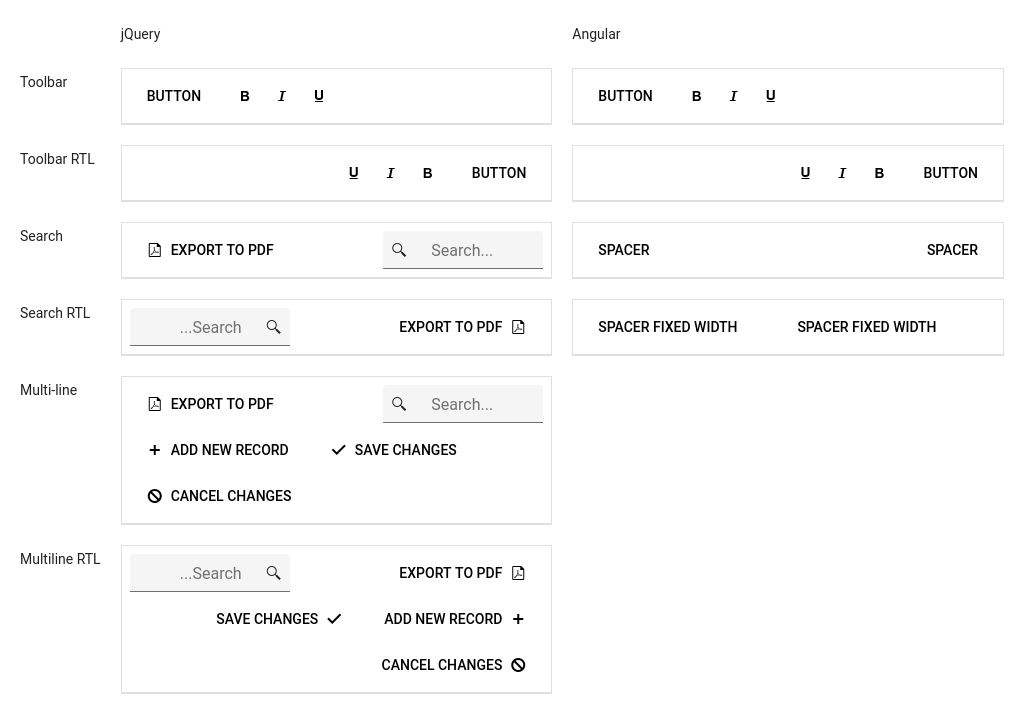 jQuery Angular
Toolbar BUTTON B I U BUTTON B I U
Toolbar RTL U I B BUTTON U I B BUTTON
Search EXPORT TO PDF Search... SPACER SPACER
Search RTL ...Search EXPORT TO PDF SPACER FIXED WIDTH SPACER FIXED WIDTH
Multi-line EXPORT TO PDF Search...
ADD NEW RECORD SAVE CHANGES
CANCEL CHANGES
Multiline RTL ...Search EXPORT TO PDF
SAVE CHANGES ADD NEW RECORD
CANCEL CHANGES